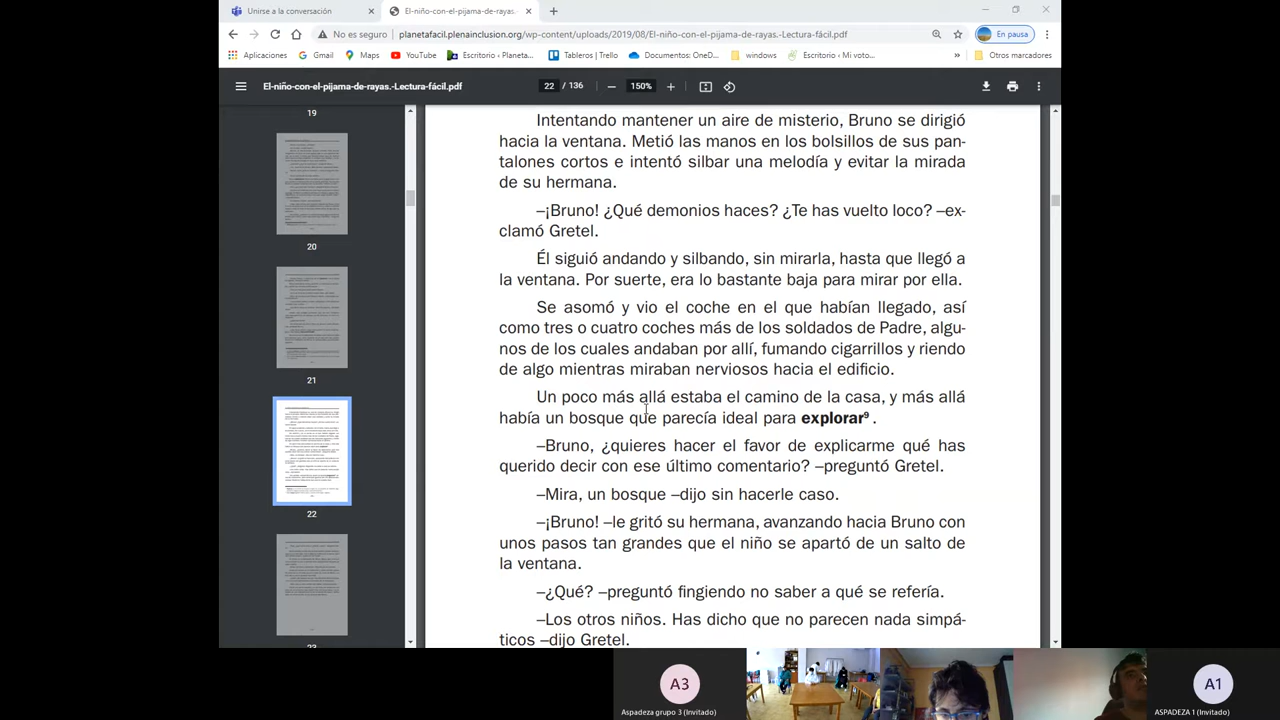 Unirse a la conversación
El-niño-con-el-pijama-de-rayas.-
No es seguro
planetafacil.plenainclusion.org/wp-content/uploads/2019/08/El-niño-con-el-pijama-de-rayas.-Lectura-fácil.pdf
En pausa
Aplicaciones
Gmail
Maps
YouTube
Escritorio ‹ Planeta...
Tableros | Trello
Documentos: OneD...
windows
Escritorio ‹ Mi voto...
Otros marcadores
El-niño-con-el-pijama-de-rayas.-Lectura-fácil.pdf
22 / 136
150%
19
20
21
22
23
Intentando mantener un aire de misterio, Bruno se dirigió
hacia la ventana. Metió las manos en los bolsillos de sus pan-
talones cortos e intentó silbar una melodía y evitar la mirada
de su hermana.
–¡Bruno! ¿Qué demonios haces? ¿Te has vuelto loco? –ex-
clamó Gretel.
Él siguió andando y silbando, sin mirarla, hasta que llegó a
la ventana. Por suerte, era lo bastante baja para mirar por ella.
Se asomó y vio el coche en que habían llegado, así
como tres o cuatro coches más de los soldados de Padre, algu-
nos de los cuales andaban por allí, fumando cigarrillos y riendo
de algo mientras miraban nerviosos hacia el edificio.
Un poco más allá estaba el camino de la casa, y más allá
había un bosque que parecía ideal para explorar⁹.
–Bruno, ¿quieres hacer el favor de explicarme qué has
querido decir con ese último comentario? –preguntó Gretel.
–Mira, un bosque –dijo sin hacerle caso.
–¡Bruno! –le gritó su hermana, avanzando hacia Bruno con
unos pasos tan grandes que Bruno se apartó de un salto de
la ventana.
–¿Qué? –preguntó fingiendo no saber a qué se refería.
–Los otros niños. Has dicho que no parecen nada simpá-
ticos –dijo Gretel.
A3
A1
Aspadeza grupo 3 (Invitado)
ASPADEZA 1 (Invitado)